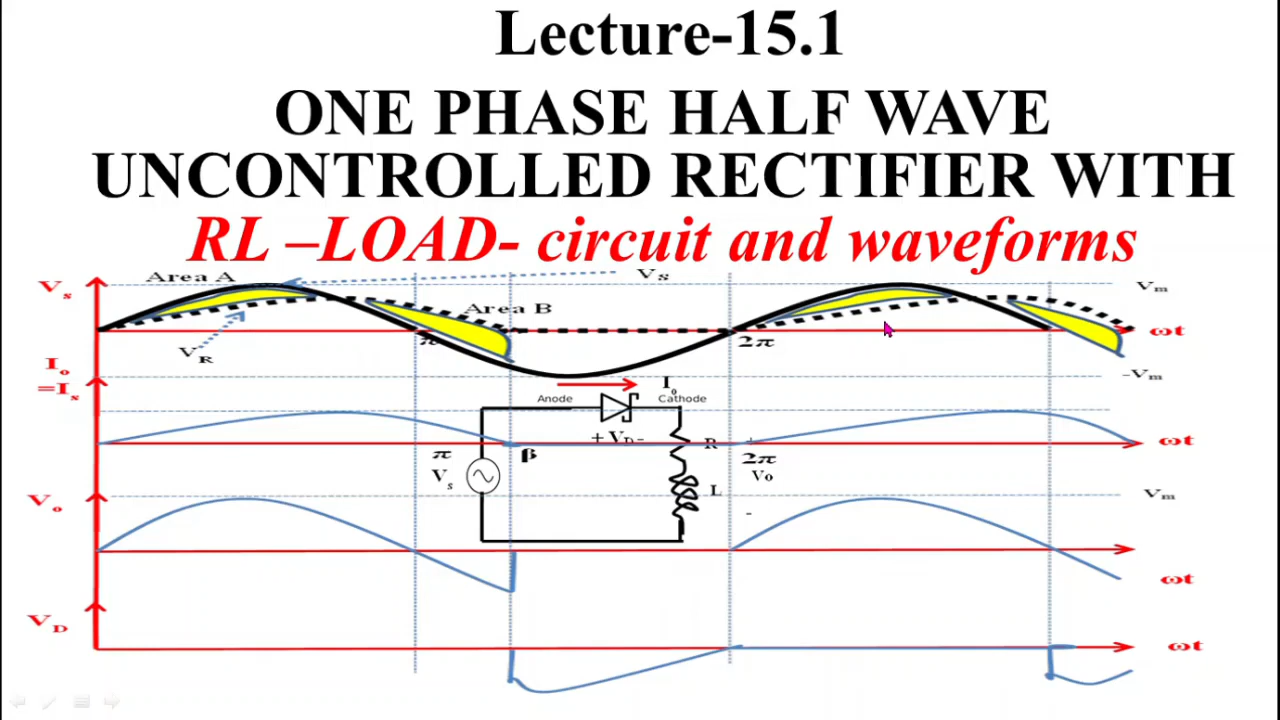 Lecture-15.1
ONE PHASE HALF WAVE
UNCONTROLLED RECTIFIER WITH
RL –LOAD- circuit and waveforms
Area A
Vs
Vs
Vm
Area B
ωt
π
2π
VR
Io
=Is
-Vm
Io
Anode
Cathode
+ VD -
R
+
ωt
π
β
2π
Vs
Vo
L
Vm
Vo
-
ωt
VD
ωt